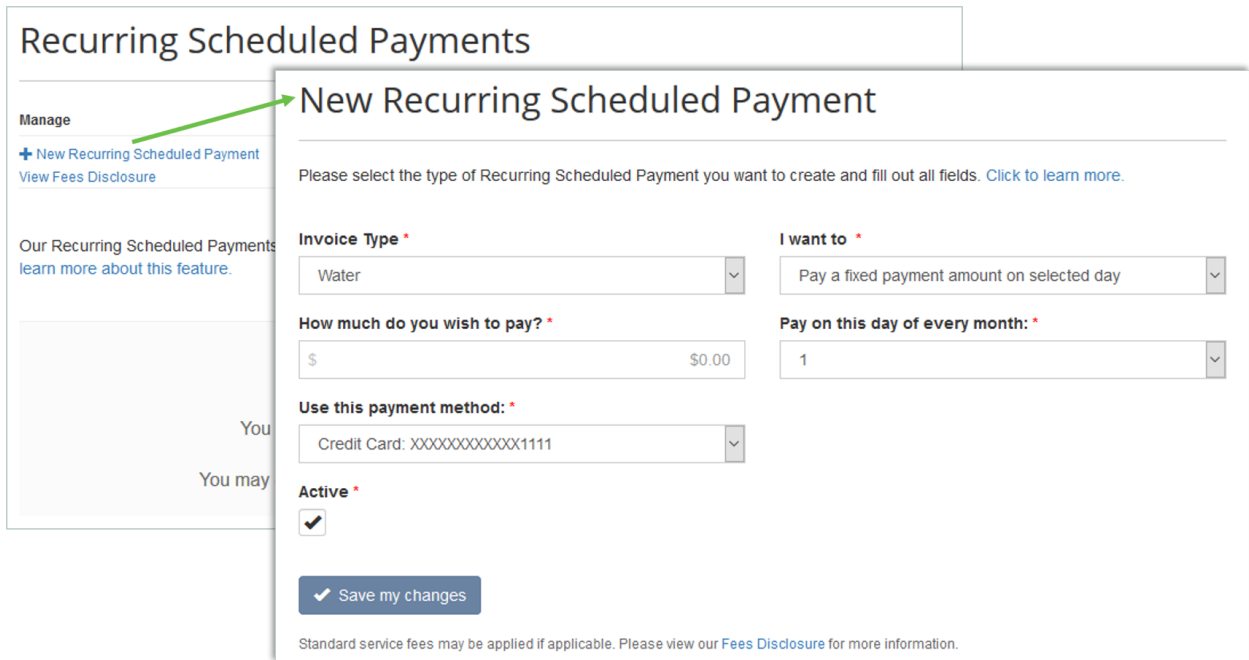 Recurring Scheduled Payments
Manage
New Recurring Scheduled Payment
View Fees Disclosure
Our Recurring Scheduled Payments
learn more about this feature.
You
You may
New Recurring Scheduled Payment
Please select the type of Recurring Scheduled Payment you want to create and fill out all fields. Click to learn more.
Invoice Type *
Water
I want to *
Pay a fixed payment amount on selected day
How much do you wish to pay? *
$ $0.00
Pay on this day of every month: *
1
Use this payment method: *
Credit Card: XXXXXXXXXXXX1111
Active *
Save my changes
Standard service fees may be applied if applicable. Please view our Fees Disclosure for more information.